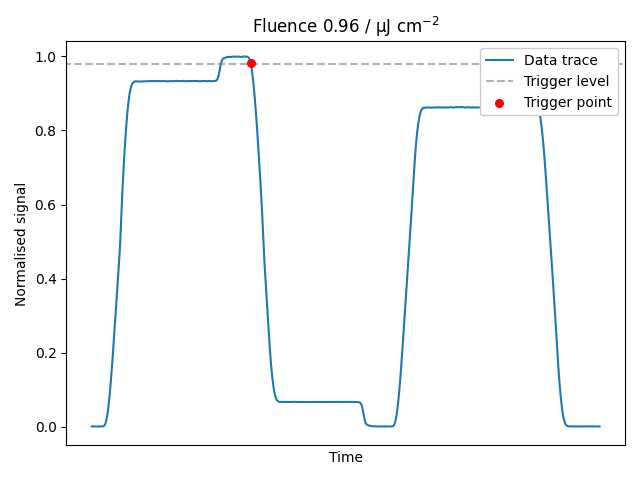 Fluence 0.96 / μJ cm⁻²
Data trace
Trigger level
Trigger point
Normalised signal
1.0
0.8
0.6
0.4
0.2
0.0
Time